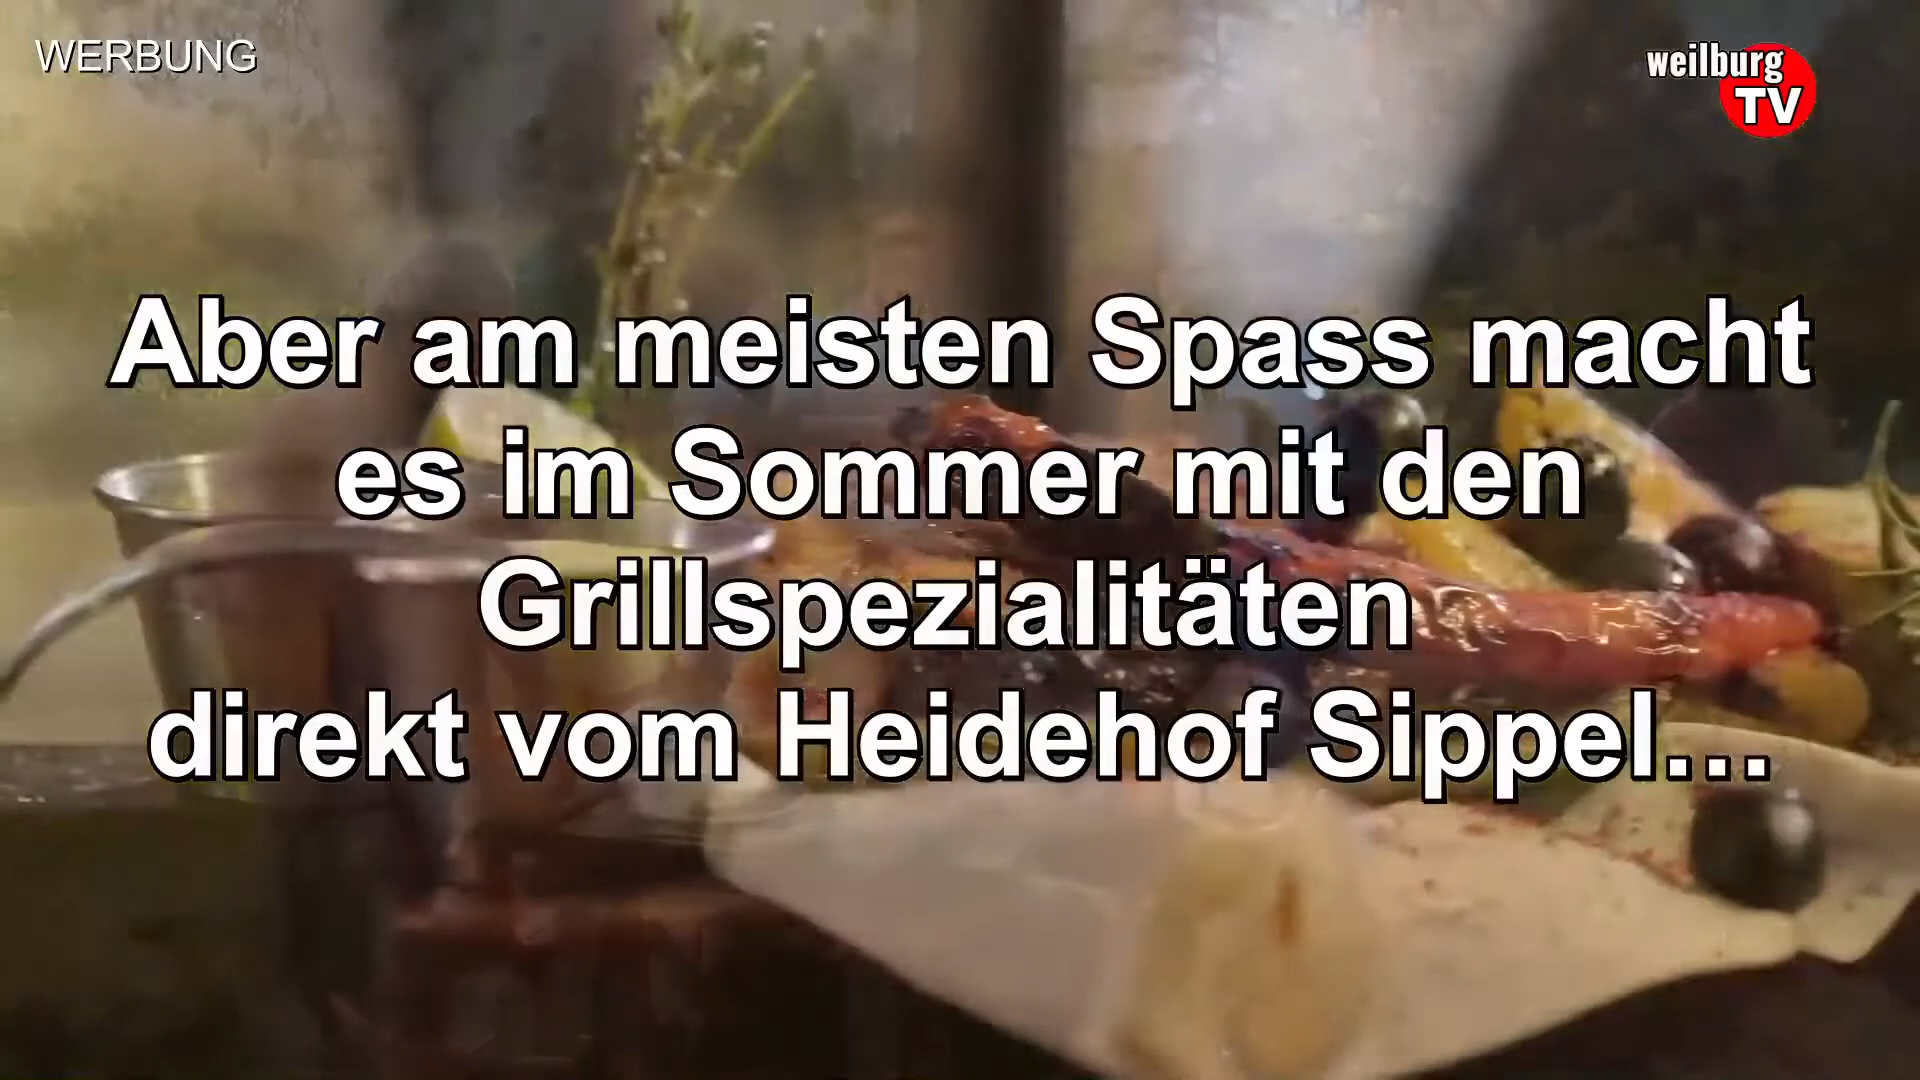 WERBUNG
weilburg
TV
Aber am meisten Spass macht
es im Sommer mit den
Grillspezialitäten
direkt vom Heidehof Sippel...